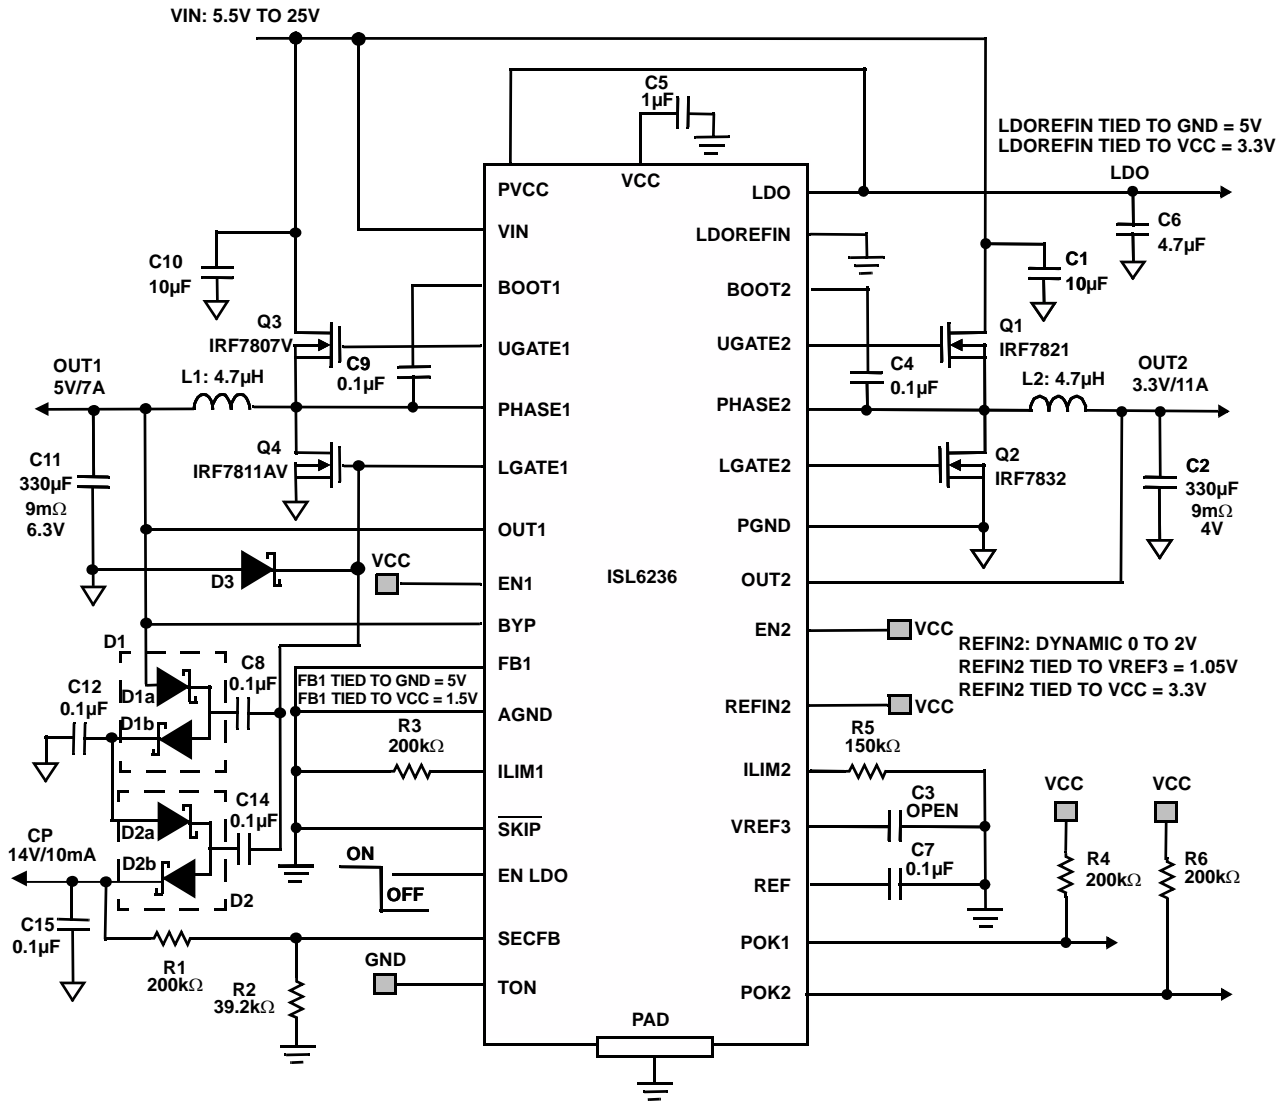 VIN: 5.5V TO 25V
C5
1µF
LDOREFIN TIED TO GND = 5V
LDOREFIN TIED TO VCC = 3.3V
PVCC
VCC
LDO
LDO
VIN
LDOREFIN
C6
4.7µF
C10
10µF
BOOT1
BOOT2
C1
10µF
Q3
IRF7807V
UGATE1
UGATE2
Q1
IRF7821
OUT1
5V/7A
L1: 4.7µH
C9
0.1µF
C4
0.1µF
L2: 4.7µH
OUT2
3.3V/11A
PHASE1
PHASE2
Q4
IRF7811AV
LGATE1
LGATE2
Q2
IRF7832
C11
330µF
9mΩ
6.3V
C2
330µF
9mΩ
4V
OUT1
PGND
D3
VCC
EN1
ISL6236
OUT2
BYP
EN2
VCC
REFIN2: DYNAMIC 0 TO 2V
REFIN2 TIED TO VREF3 = 1.05V
REFIN2 TIED TO VCC = 3.3V
D1
C8
0.1µF
FB1
FB1 TIED TO GND = 5V
FB1 TIED TO VCC = 1.5V
C12
0.1µF
D1a
D1b
AGND
REFIN2
VCC
R3
200kΩ
R5
150kΩ
ILIM1
ILIM2
C14
0.1µF
D2a
D2b
D2
SKIP
C3
OPEN
VREF3
VCC
VCC
CP
14V/10mA
ON
OFF
EN LDO
C7
0.1µF
REF
R4
200kΩ
R6
200kΩ
C15
0.1µF
R1
200kΩ
SECFB
POK1
R2
39.2kΩ
GND
TON
POK2
PAD